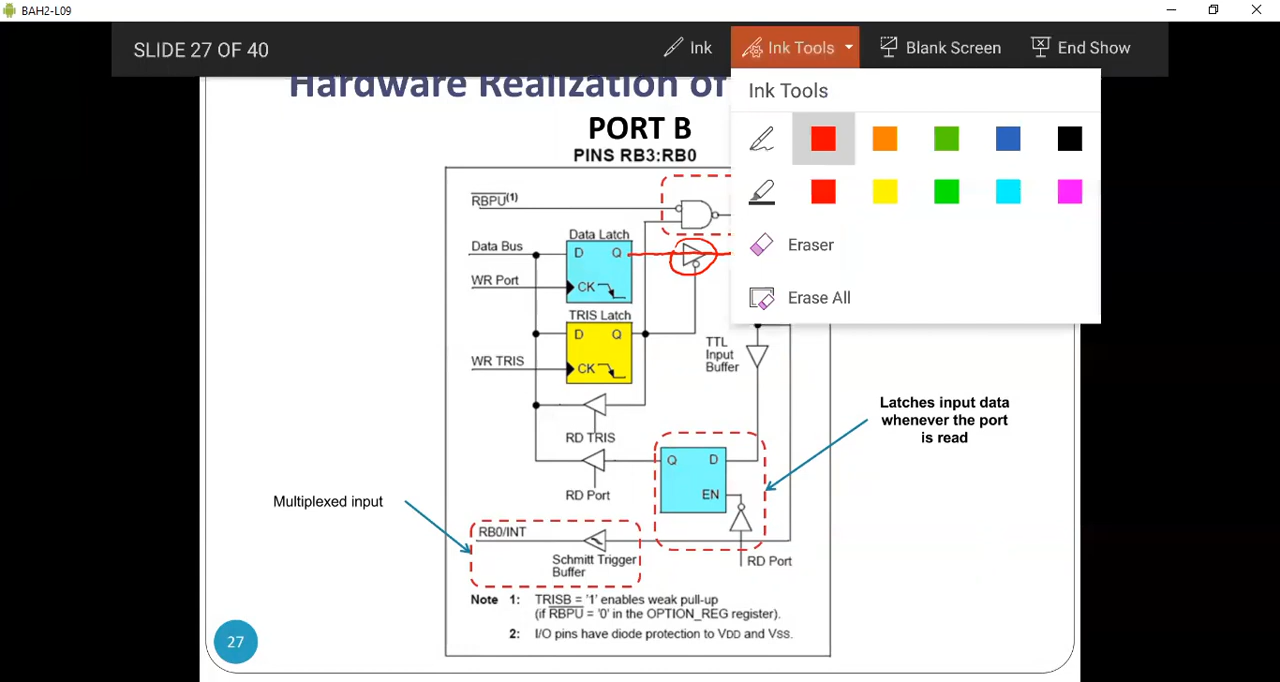 BAH2-L09
SLIDE 27 OF 40
Ink
Ink Tools
Blank Screen
End Show
Ink Tools
Eraser
Erase All
Hardware Realization of
PORT B
PINS RB3:RB0
RBPU(1)
Data Latch
Data Bus
D Q
WR Port
CK
TRIS Latch
D Q
WR TRIS
CK
TTL
Input
Buffer
RD TRIS
Q D
EN
RD Port
RD Port
Latches input data
whenever the port
is read
Multiplexed input
RB0/INT
Schmitt Trigger
Buffer
Note 1: TRISB = '1' enables weak pull-up
(if RBPU = '0' in the OPTION_REG register).
2: I/O pins have diode protection to VDD and VSS.
27